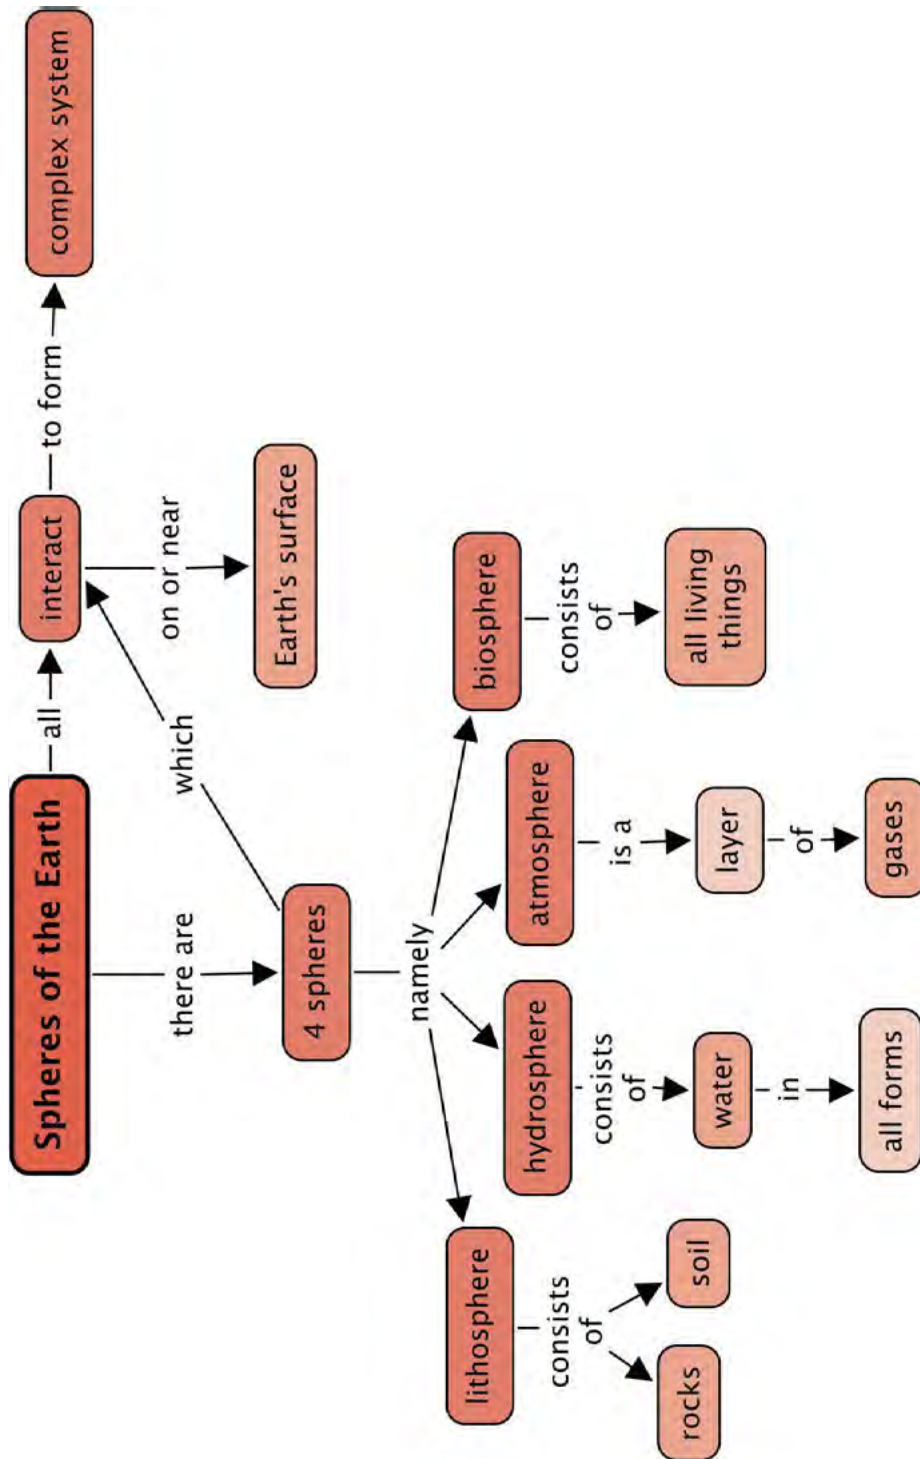 Spheres of the Earth
all
interact
to form
complex system
there are
which
on or near
4 spheres
Earth's surface
namely
lithosphere
hydrosphere
atmosphere
biosphere
consists
of
consists
of
is a
consists
of
rocks
soil
water
layer
all living
things
in
of
all forms
gases